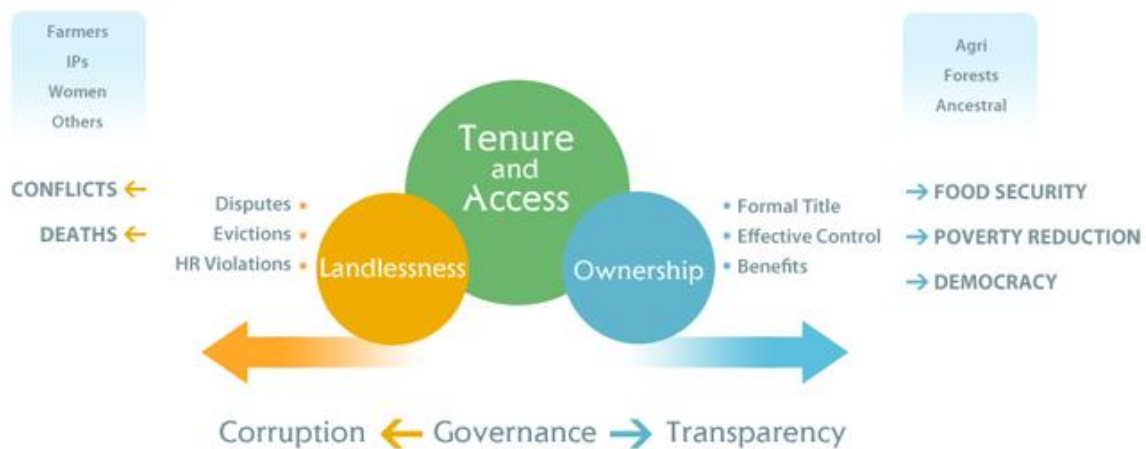 Farmers
IPs
Women
Others
Agri
Forests
Ancestral
Tenure
and
Access
CONFLICTS
DEATHS
Disputes
Evictions
HR Violations
Landlessness
Ownership
Formal Title
Effective Control
Benefits
FOOD SECURITY
POVERTY REDUCTION
DEMOCRACY
Corruption ← Governance → Transparency